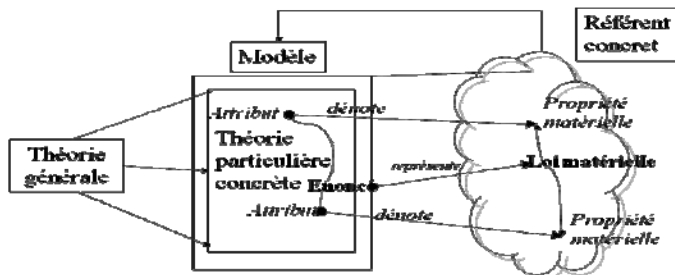 Référent
concret
Modèle
Attribut
dénote
Propriété
matérielle
Théorie
particulière
concrète
Théorie
générale
Enoncé
représente
Loi matérielle
Attribut
dénote
Propriété
matérielle